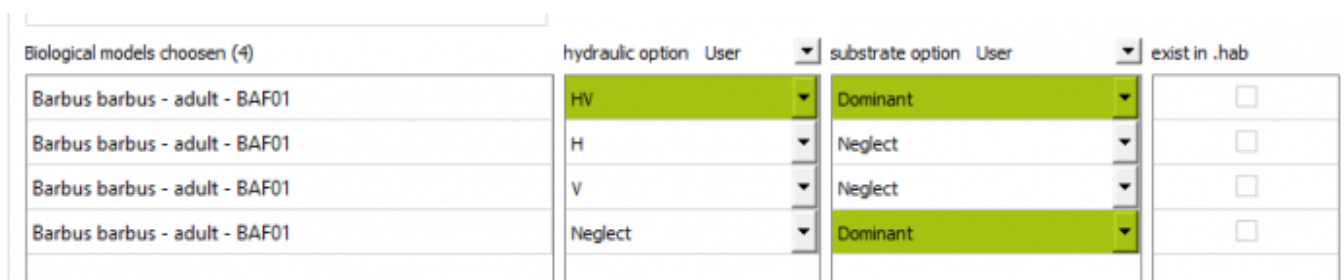 Biological models choosen (4) hydraulic option User substrate option User exist in .hab
Barbus barbus - adult - BAF01 HV Dominant
Barbus barbus - adult - BAF01 H Neglect
Barbus barbus - adult - BAF01 V Neglect
Barbus barbus - adult - BAF01 Neglect Dominant